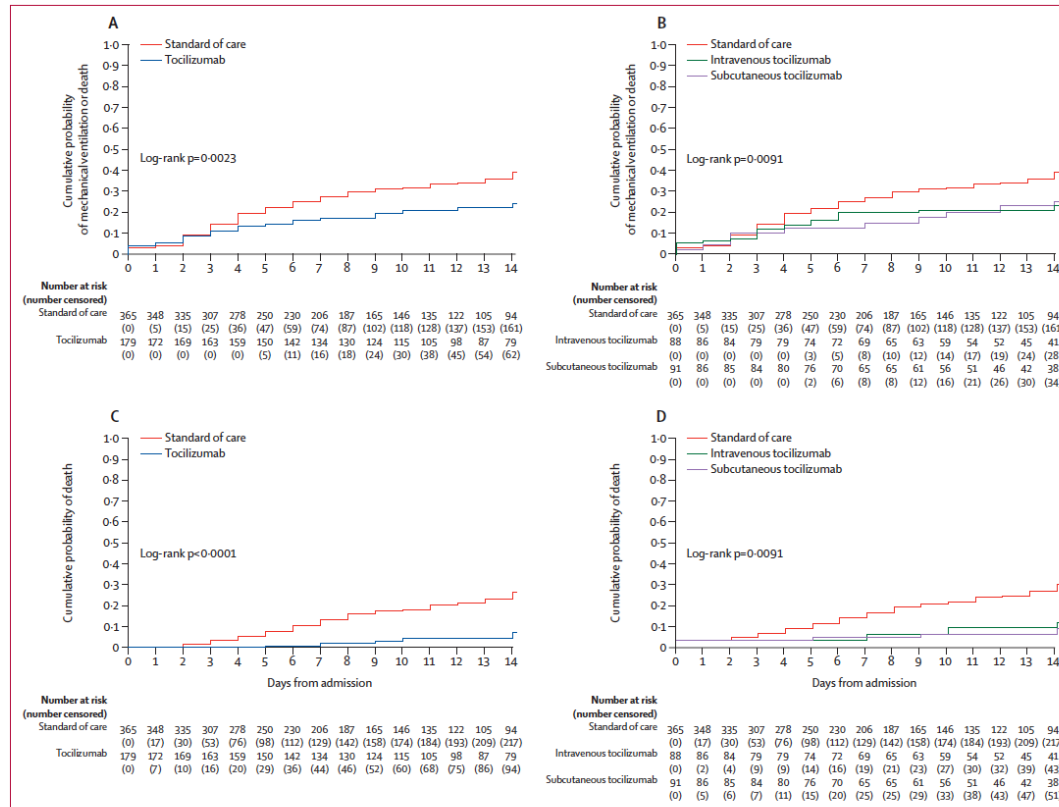 A
Standard of care
Tocilizumab
Cumulative probability
of mechanical ventilation or death
1·0
0·9
0·8
0·7
0·6
0·5
0·4
0·3
0·2
0·1
0
Log-rank p=0·0023
0 1 2 3 4 5 6 7 8 9 10 11 12 13 14
Number at risk
(number censored)
Standard of care 365 348 335 307 278 250 230 206 187 165 146 135 122 105 94
(0) (5) (15) (25) (36) (47) (59) (74) (87) (102) (118) (128) (137) (153) (161)
Tocilizumab 179 172 169 163 159 150 142 134 130 124 115 105 98 87 79
(0) (0) (0) (0) (0) (5) (11) (16) (18) (24) (30) (38) (45) (54) (62)
B
Standard of care
Intravenous tocilizumab
Subcutaneous tocilizumab
Cumulative probability
of mechanical ventilation or death
1·0
0·9
0·8
0·7
0·6
0·5
0·4
0·3
0·2
0·1
0
Log-rank p=0·0091
0 1 2 3 4 5 6 7 8 9 10 11 12 13 14
Number at risk
(number censored)
Standard of care 365 348 335 307 278 250 230 206 187 165 146 135 122 105 94
(0) (5) (15) (25) (36) (47) (59) (74) (87) (102) (118) (128) (137) (153) (161
Intravenous tocilizumab 88 86 84 79 79 74 72 69 65 63 59 54 52 45 41
(0) (0) (0) (0) (0) (3) (5) (8) (10) (12) (14) (17) (19) (24) (28
Subcutaneous tocilizumab 91 86 85 84 80 76 70 65 65 61 56 51 46 42 38
(0) (0) (0) (0) (0) (2) (6) (8) (8) (12) (16) (21) (26) (30) (34
C
Standard of care
Tocilizumab
Cumulative probability of death
1·0
0·9
0·8
0·7
0·6
0·5
0·4
0·3
0·2
0·1
0
Log-rank p<0·0001
0 1 2 3 4 5 6 7 8 9 10 11 12 13 14
Days from admission
Number at risk
(number censored)
Standard of care 365 348 335 307 278 250 230 206 187 165 146 135 122 105 94
(0) (17) (30) (53) (76) (98) (112) (129) (142) (158) (174) (184) (193) (209) (217)
Tocilizumab 179 172 169 163 159 150 142 134 130 124 115 105 98 87 79
(0) (7) (10) (16) (20) (29) (36) (44) (46) (52) (60) (68) (75) (86) (94)
D
Standard of care
Intravenous tocilizumab
Subcutaneous tocilizumab
Cumulative probability of death
1·0
0·9
0·8
0·7
0·6
0·5
0·4
0·3
0·2
0·1
0
Log-rank p=0·0091
0 1 2 3 4 5 6 7 8 9 10 11 12 13 14
Days from admission
Number at risk
(number censored)
Standard of care 365 348 335 307 278 250 230 206 187 165 146 135 122 105 94
(0) (17) (30) (53) (76) (98) (112) (129) (142) (158) (174) (184) (193) (209) (217
Intravenous tocilizumab 88 86 84 79 79 74 72 69 65 63 59 54 52 45 41
(0) (2) (4) (9) (9) (14) (16) (19) (21) (23) (27) (30) (32) (39) (43
Subcutaneous tocilizumab 91 86 85 84 80 76 70 65 65 61 56 51 46 42 38
(0) (5) (6) (7) (11) (15) (20) (25) (25) (29) (33) (38) (43) (47) (51